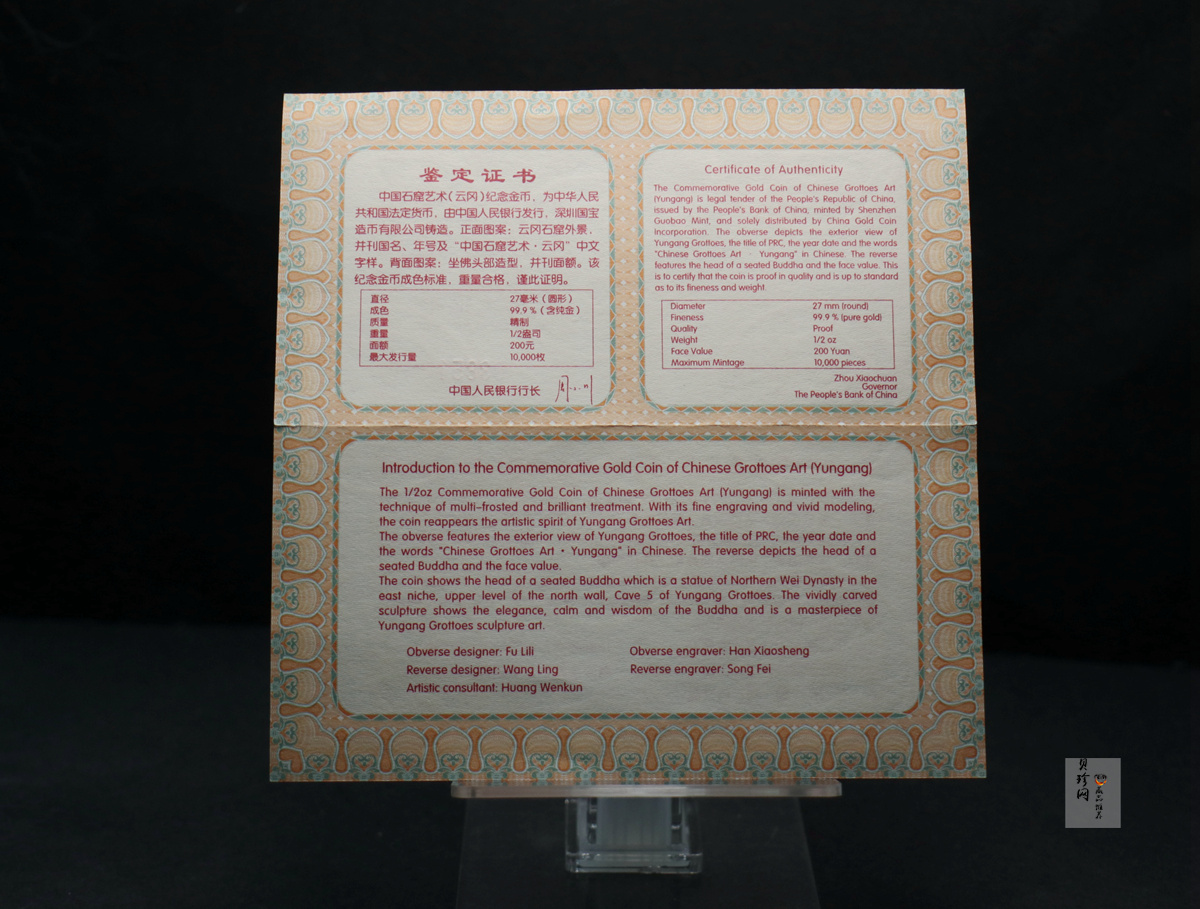 鉴定证书
中国石窟艺术(云冈)纪念金币，为中华人民
共和国法定货币，由中国人民银行发行，深圳国宝
造币有限公司铸造。正面图案：云冈石窟外景，
并刊国名、年号及“中国石窟艺术·云冈”中文
字样。背面图案：坐佛头部造型，并刊面额。该
纪念金币成色标准，重量合格，谨此证明。
直径 27毫米（圆形）
成色 99.9％（含纯金）
质量 精制
重量 1/2盎司
面额 200元
最大发行量 10,000枚
中国人民银行行长
Certificate of Authenticity
The Commemorative Gold Coin of Chinese Grottoes Art
(Yungang) is legal tender of the People's Republic of China,
issued by the People's Bank of China, minted by Shenzhen
Guobao Mint, and solely distributed by China Gold Coin
Incorporation. The obverse depicts the exterior view of
Yungang Grottoes, the title of PRC, the year date and the words
"Chinese Grottoes Art · Yungang" in Chinese. The reverse
features the head of a seated Buddha and the face value. This
is to certify that the coin is proof in quality and is up to standard
as to its fineness and weight.
Diameter 27 mm (round)
Fineness 99.9 % (pure gold)
Quality Proof
Weight 1/2 oz
Face Value 200 Yuan
Maximum Mintage 10,000 pieces
Zhou Xiaochuan
Governor
The People's Bank of China
Introduction to the Commemorative Gold Coin of Chinese Grottoes Art (Yungang)
The 1/2oz Commemorative Gold Coin of Chinese Grottoes Art (Yungang) is minted with the
technique of multi-frosted and brilliant treatment. With its fine engraving and vivid modeling,
the coin reappears the artistic spirit of Yungang Grottoes Art.
The obverse features the exterior view of Yungang Grottoes, the title of PRC, the year date and
the words "Chinese Grottoes Art · Yungang" in Chinese. The reverse depicts the head of a
seated Buddha and the face value.
The coin shows the head of a seated Buddha which is a statue of Northern Wei Dynasty in the
east niche, upper level of the north wall, Cave 5 of Yungang Grottoes. The vividly carved
sculpture shows the elegance, calm and wisdom of the Buddha and is a masterpiece of
Yungang Grottoes sculpture art.
Obverse designer: Fu Lili Obverse engraver: Han Xiaosheng
Reverse designer: Wang Ling Reverse engraver: Song Fei
Artistic consultant: Huang Wenkun
贝珍网